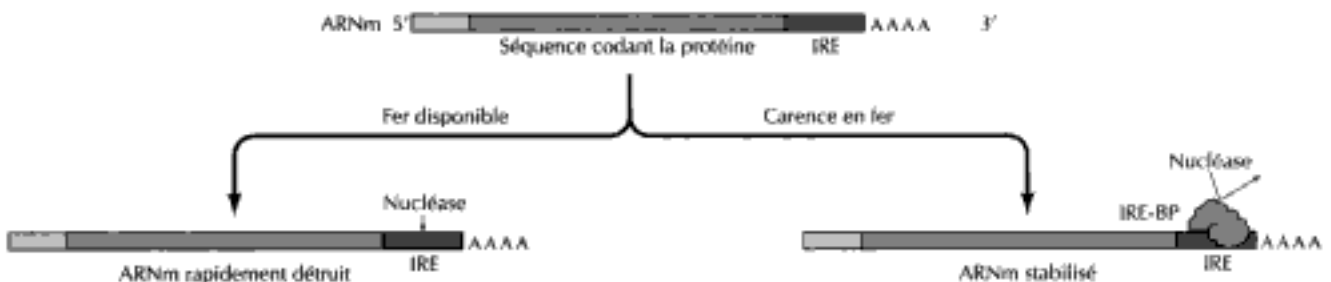 ARNm 5' AAAA 3'
Séquence codant la protéine IRE
Fer disponible Carence en fer
Nucléase
Nucléase
IRE-BP
AAAA AAAA
IRE IRE
ARNm rapidement détruit ARNm stabilisé